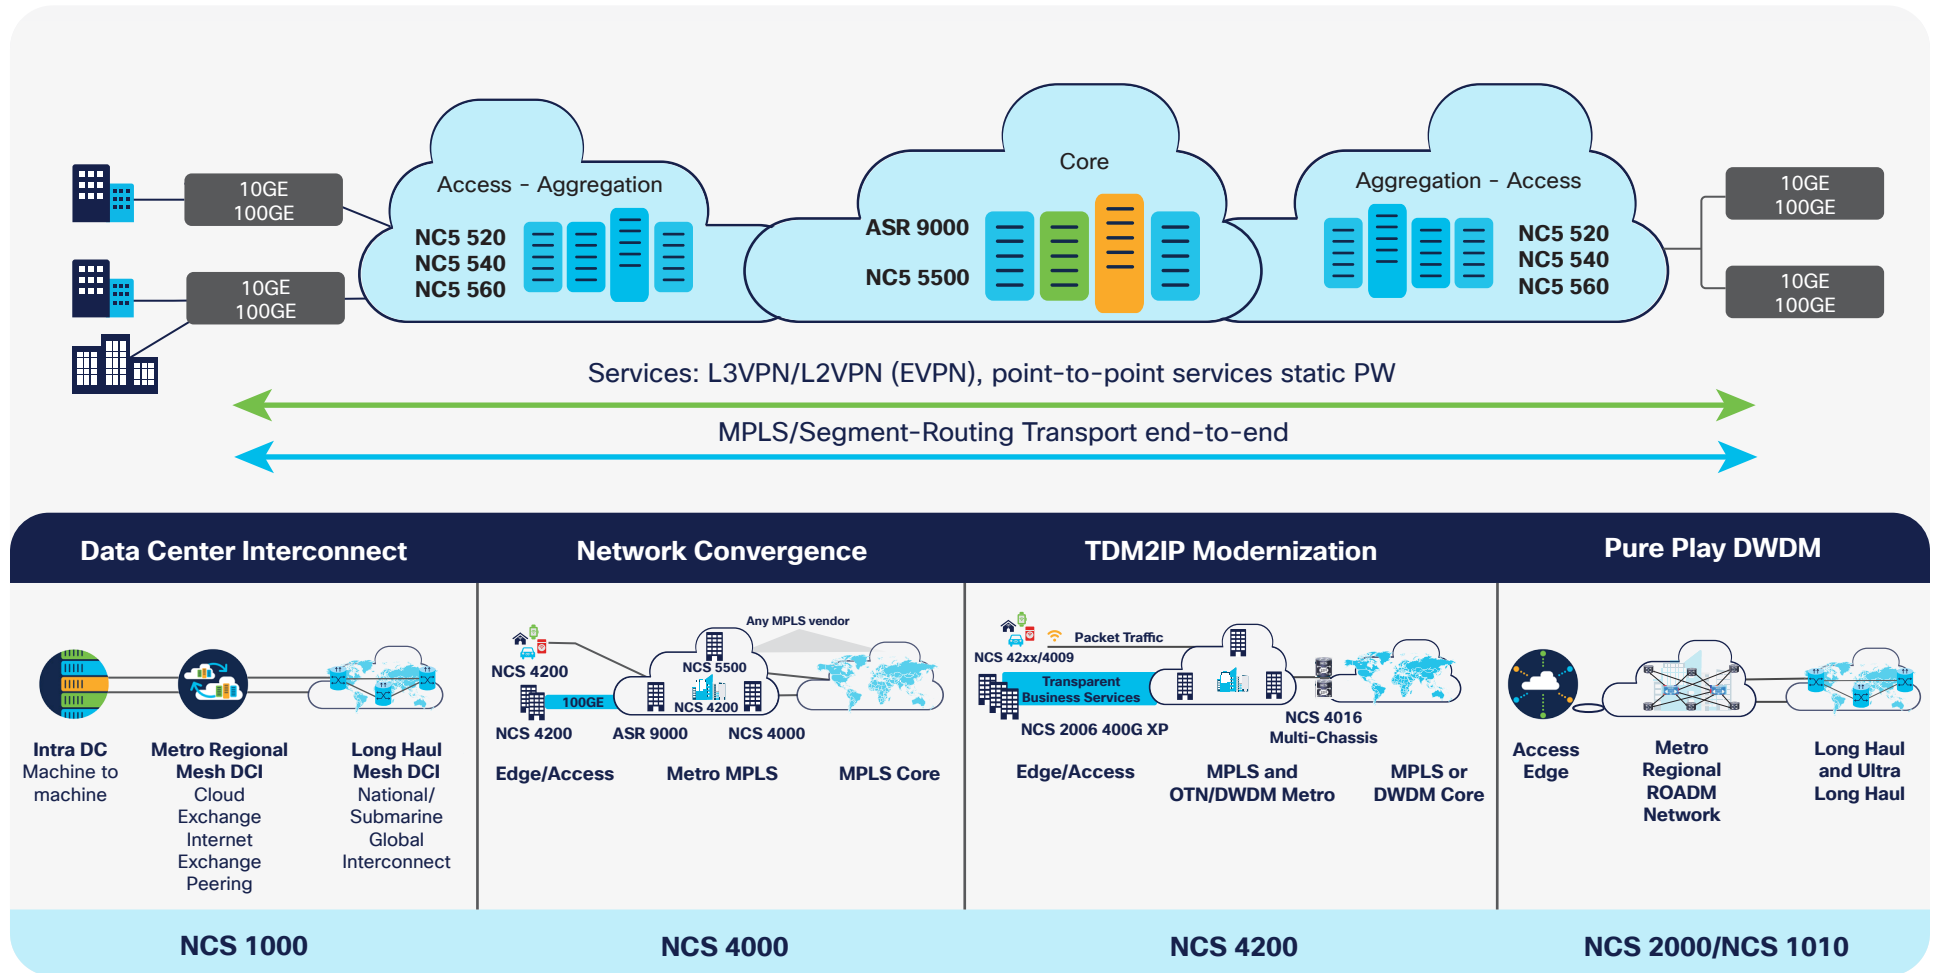 Access - Aggregation
Core
Aggregation - Access
10GE
100GE
10GE
100GE
NC5 520
NC5 540
NC5 560
ASR 9000
NC5 5500
NC5 520
NC5 540
NC5 560
10GE
100GE
10GE
100GE
Services: L3VPN/L2VPN (EVPN), point-to-point services static PW
MPLS/Segment-Routing Transport end-to-end
Data Center Interconnect
Intra DC
Machine to
machine
Metro Regional
Mesh DCI
Cloud
Exchange
Internet
Exchange
Peering
Long Haul
Mesh DCI
National/
Submarine
Global
Interconnect
NCS 1000
Network Convergence
Any MPLS vendor
NCS 4200
NCS 5500
100GE
NCS 4200
NCS 4200
ASR 9000
NCS 4000
Edge/Access
Metro MPLS
MPLS Core
NCS 4000
TDM2IP Modernization
Packet Traffic
NCS 42xx/4009
Transparent
Business Services
NCS 2006 400G XP
NCS 4016
Multi-Chassis
Edge/Access
MPLS and
OTN/DWDM Metro
MPLS or
DWDM Core
NCS 4200
Pure Play DWDM
Access
Edge
Metro
Regional
ROADM
Network
Long Haul
and Ultra
Long Haul
NCS 2000/NCS 1010